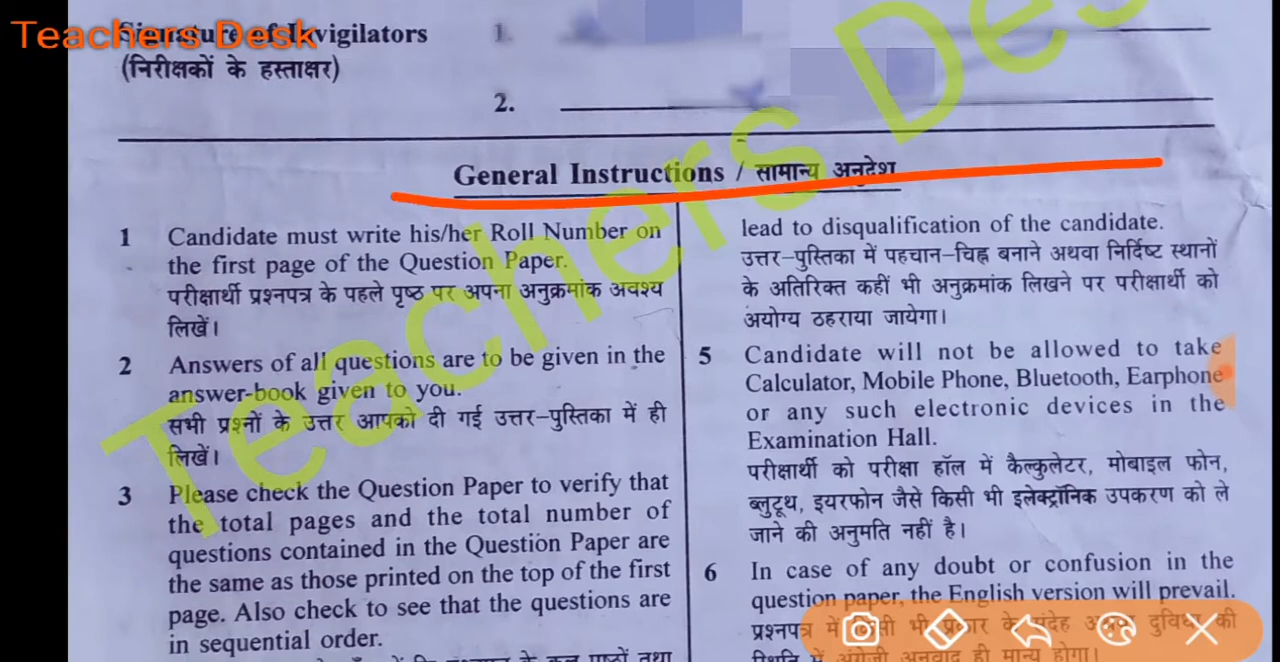 Teachers Desk
Signature of Invigilators
(निरीक्षकों के हस्ताक्षर)
1.
2.
General Instructions / सामान्य अनुदेश
1 Candidate must write his/her Roll Number on
the first page of the Question Paper.
परीक्षार्थी प्रश्नपत्र के पहले पृष्ठ पर अपना अनुक्रमांक अवश्य
लिखें।
2 Answers of all questions are to be given in the
answer-book given to you.
सभी प्रश्नों के उत्तर आपको दी गई उत्तर-पुस्तिका में ही
लिखें।
3 Please check the Question Paper to verify that
the total pages and the total number of
questions contained in the Question Paper are
the same as those printed on the top of the first
page. Also check to see that the questions are
in sequential order.
के कुल पृष्ठों तथा
lead to disqualification of the candidate.
उत्तर-पुस्तिका में पहचान-चिह्न बनाने अथवा निर्दिष्ट स्थानों
के अतिरिक्त कहीं भी अनुक्रमांक लिखने पर परीक्षार्थी को
अयोग्य ठहराया जायेगा।
5 Candidate will not be allowed to take
Calculator, Mobile Phone, Bluetooth, Earphone
or any such electronic devices in the
Examination Hall.
परीक्षार्थी को परीक्षा हॉल में कैल्कुलेटर, मोबाइल फोन,
ब्लुटूथ, इयरफोन जैसे किसी भी इलेक्ट्रॉनिक उपकरण को ले
जाने की अनुमति नहीं है।
6 In case of any doubt or confusion in the
question paper, the English version will prevail.
प्रश्नपत्र में किसी भी प्रकार के संदेह अथवा दुविधा की
स्थिति में अंग्रेजी अनुवाद ही मान्य होगा।
Teachers Des